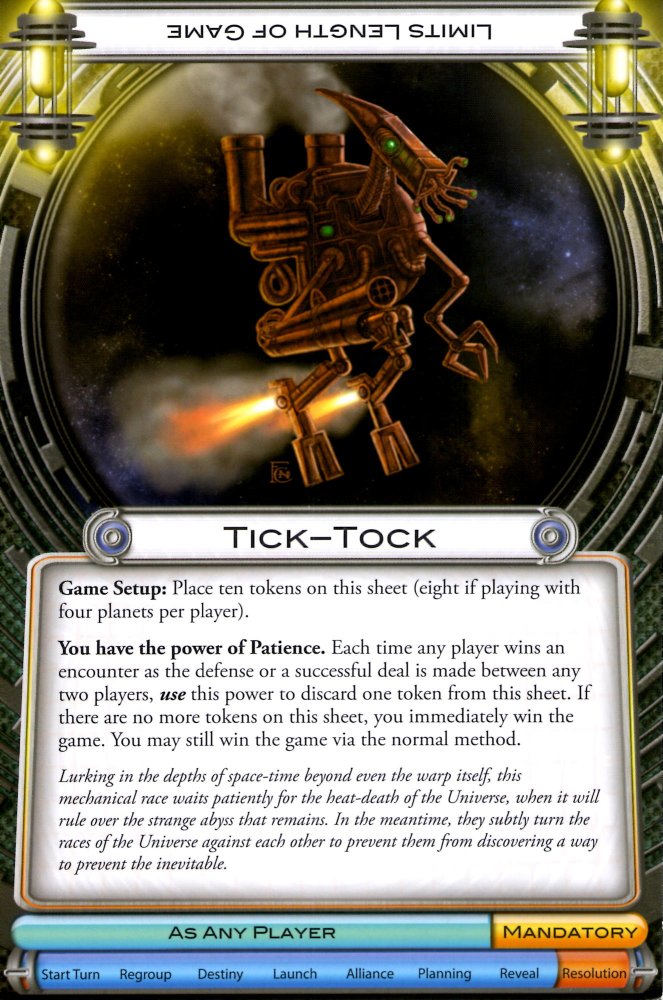 Limits Length of Game
Tick–Tock
Game Setup: Place ten tokens on this sheet (eight if playing with
four planets per player).
You have the power of Patience. Each time any player wins an
encounter as the defense or a successful deal is made between any
two players, use this power to discard one token from this sheet. If
there are no more tokens on this sheet, you immediately win the
game. You may still win the game via the normal method.
Lurking in the depths of space-time beyond even the warp itself, this
mechanical race waits patiently for the heat-death of the Universe, when it will
rule over the strange abyss that remains. In the meantime, they subtly turn the
races of the Universe against each other to prevent them from discovering a way
to prevent the inevitable.
As Any Player Mandatory
Start Turn Regroup Destiny Launch Alliance Planning Reveal Resolution